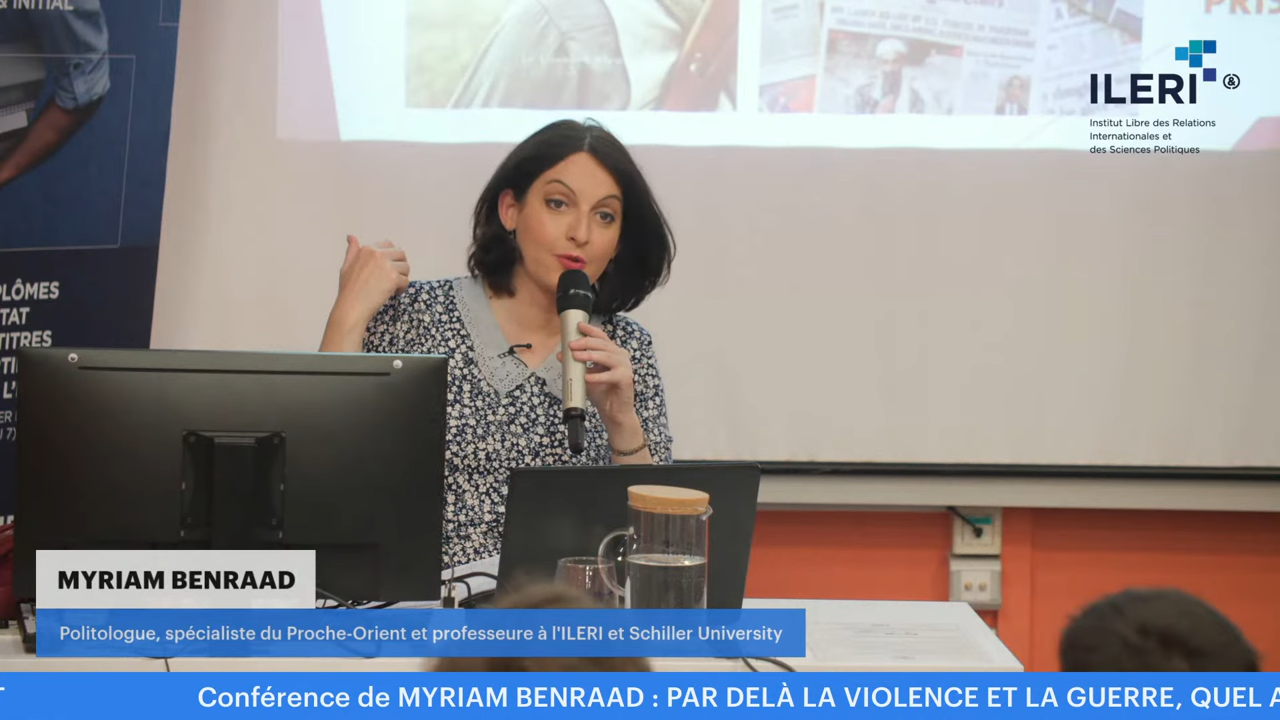 & INITIAL
PRIS
ILERI &
Institut Libre des Relations
Internationales et
des Sciences Politiques
PLÔMES
TAT
TITRES
L'
MYRIAM BENRAAD
Politologue, spécialiste du Proche-Orient et professeure à l'ILERI et Schiller University
Conférence de MYRIAM BENRAAD : PAR DELÀ LA VIOLENCE ET LA GUERRE, QUEL A